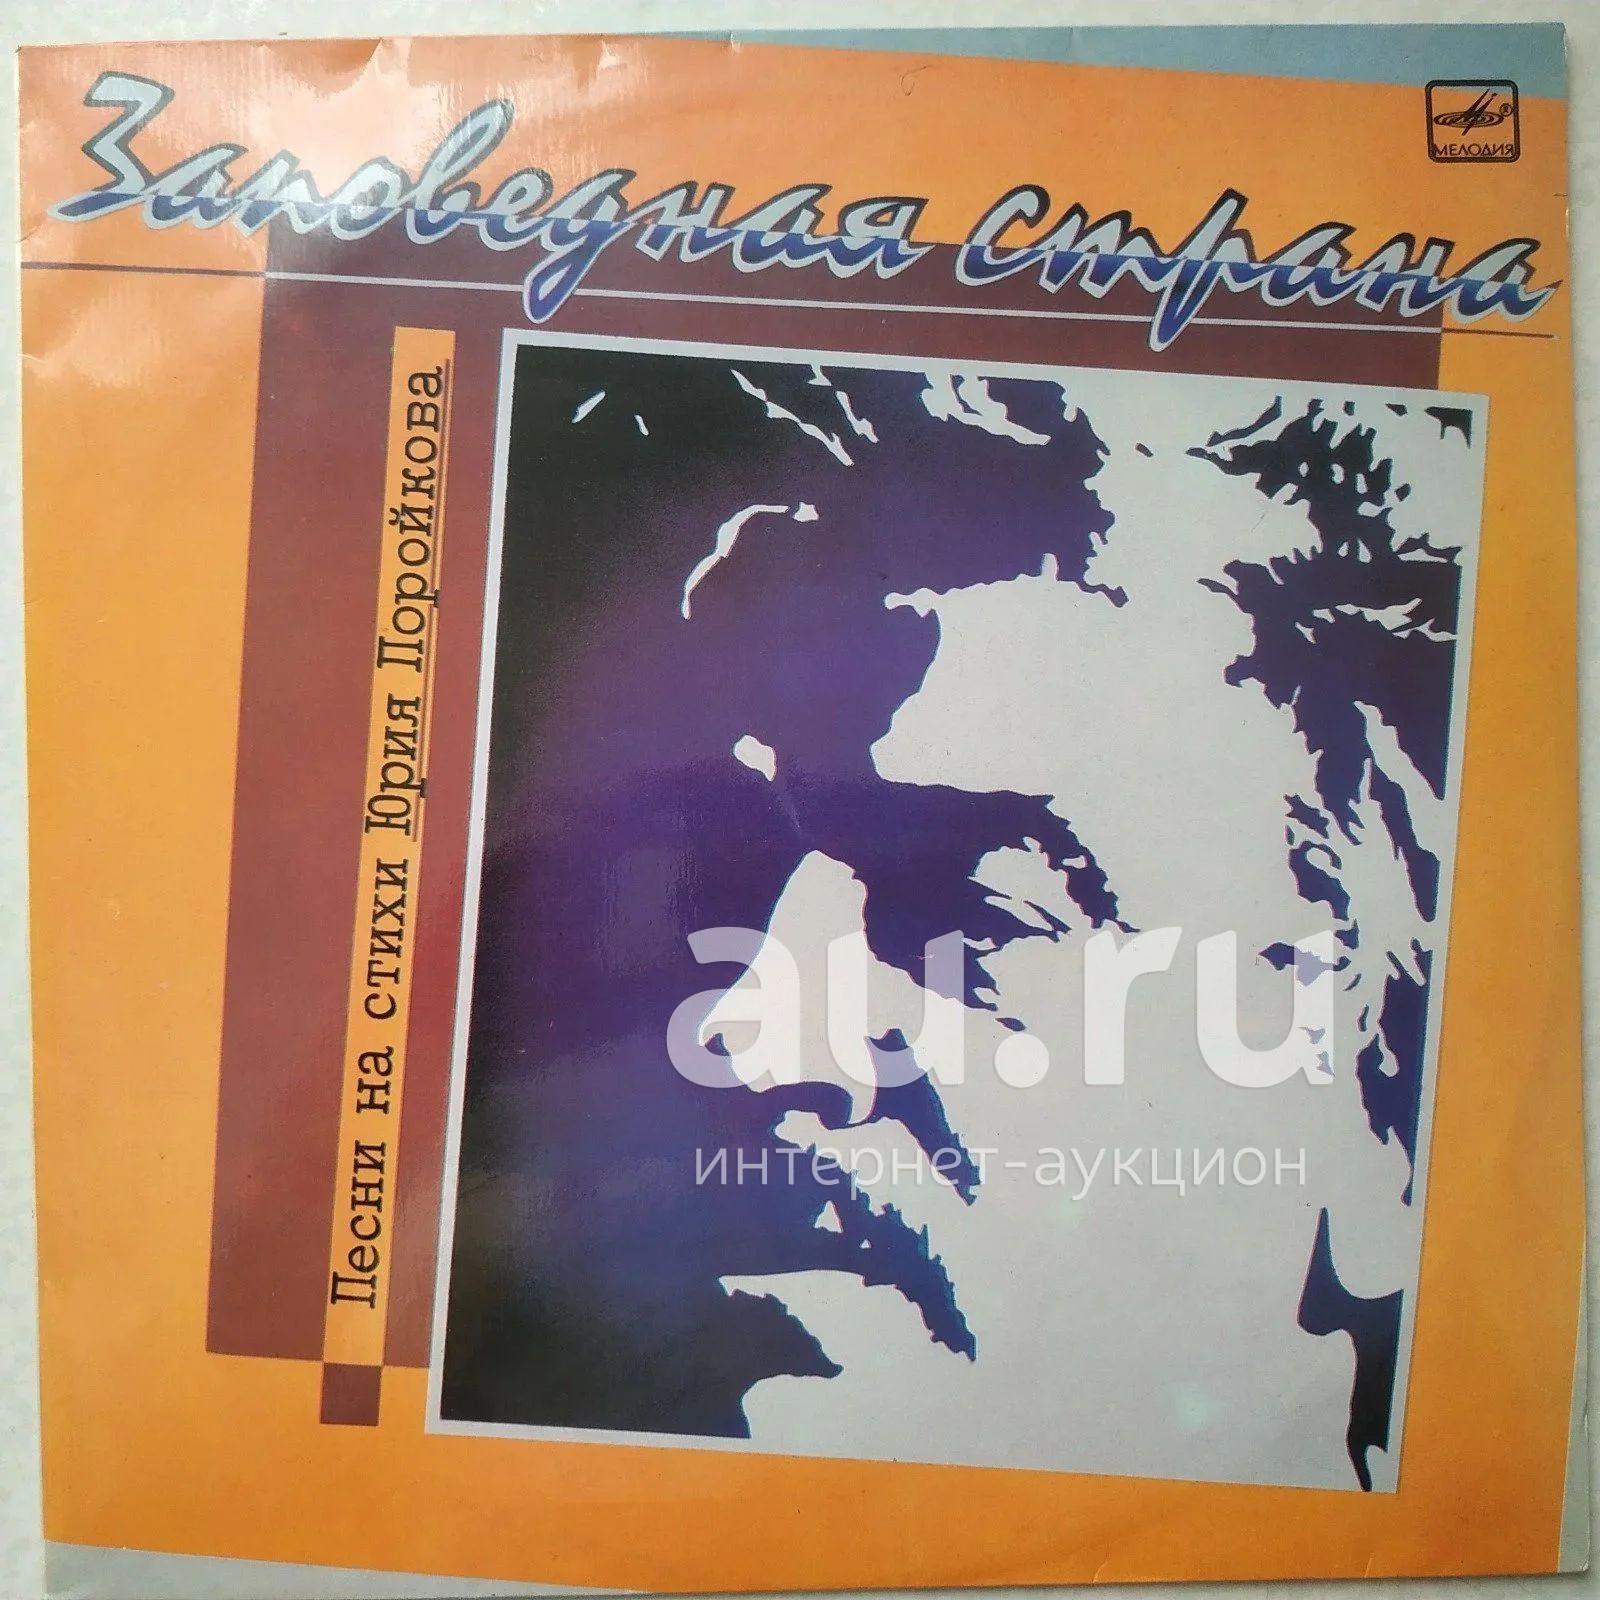 Заповедная страна
МЕЛОДИЯ
Песни на стихи Юрия Поройкова
au.ru
интернет-аукцион